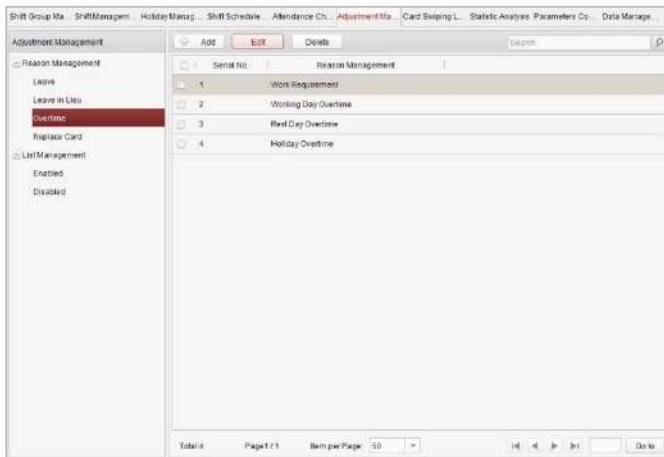 Shift Group Ma... Shift Managem... Holiday Manag... Shift Schedule... Attendance Ch... Adjustment Ma... Card Swiping L... Statistic Analysis Parameters Co... Data Manage...
Adjustment Management
Add Edit Delete Search...
Reason Management
Leave
Leave in Lieu
Overtime
Replace Card
List Management
Enabled
Disabled
Serial No. Reason Management
1 Work Requirement
2 Working Day Overtime
3 Rest Day Overtime
4 Holiday Overtime
Total:4 Page1 / 1 Item per Page: 50 Go to